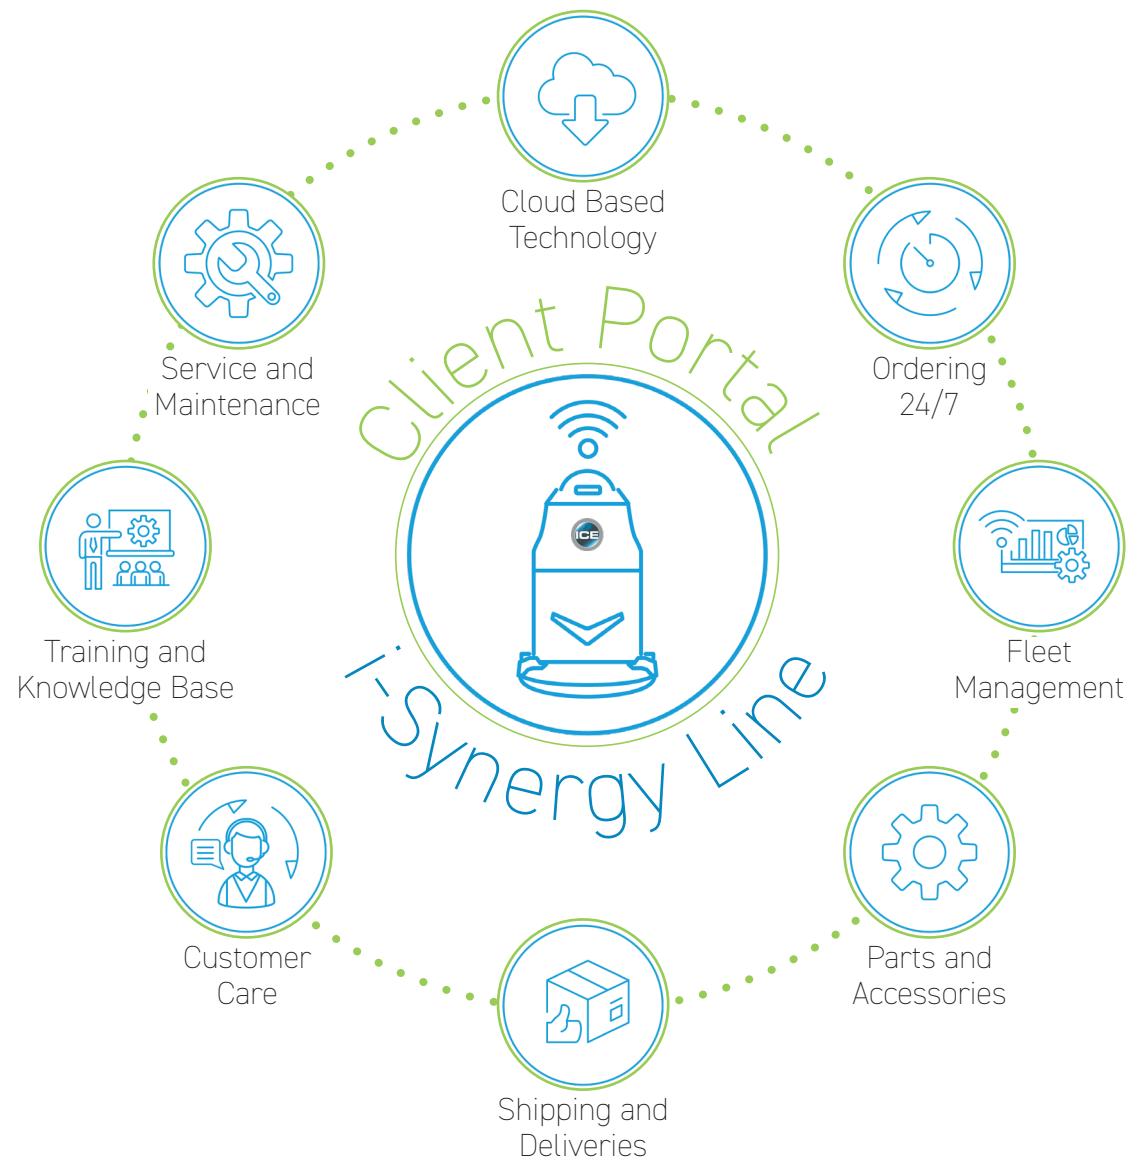 Cloud Based
Technology
Service and
Maintenance
Ordering
24/7
Client Portal
ICE
i-Synergy Line
Training and
Knowledge Base
Fleet
Management
Customer
Care
Parts and
Accessories
Shipping and
Deliveries